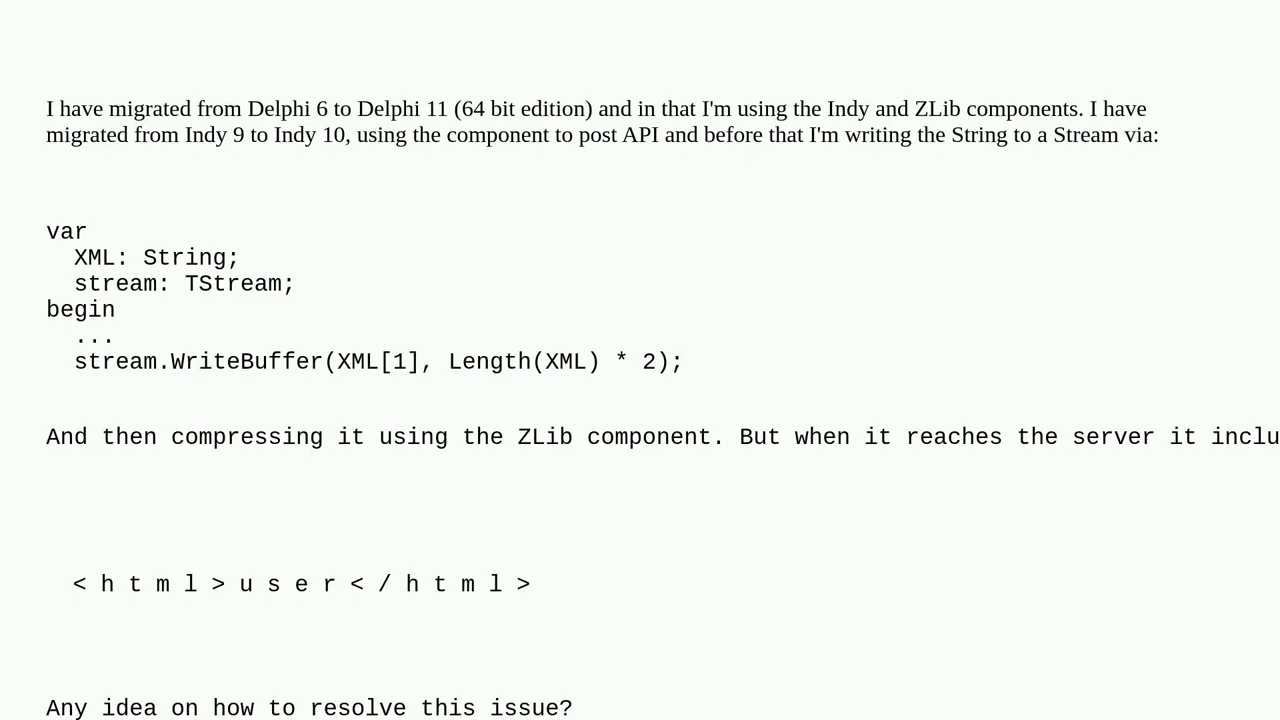 I have migrated from Delphi 6 to Delphi 11 (64 bit edition) and in that I'm using the Indy and ZLib components. I have
migrated from Indy 9 to Indy 10, using the component to post API and before that I'm writing the String to a Stream via:
var
  XML: String;
  stream: TStream;
begin
  ...
  stream.WriteBuffer(XML[1], Length(XML) * 2);
And then compressing it using the ZLib component. But when it reaches the server it
< h t m l > u s e r < / h t m l >
Any idea on how to resolve this issue?